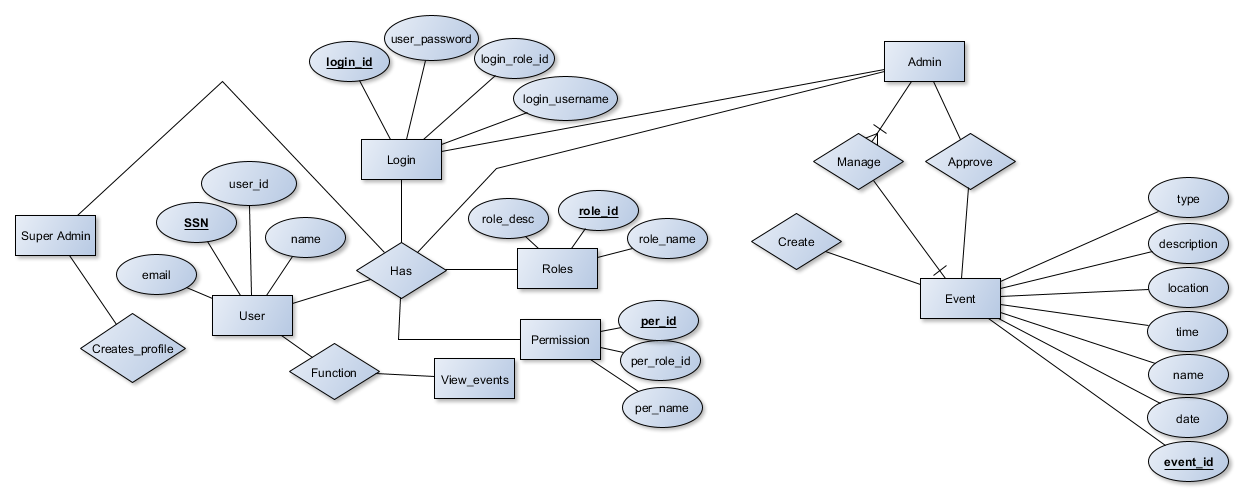 user_password
login_id
login_role_id
Admin
login_username
Login
Manage
Approve
user_id
type
SSN
role_desc
role_id
Super Admin
name
role_name
Create
description
Has
Roles
email
location
User
Event
per_id
time
Permission
Creates_profile
per_role_id
Function
View_events
name
per_name
date
event_id